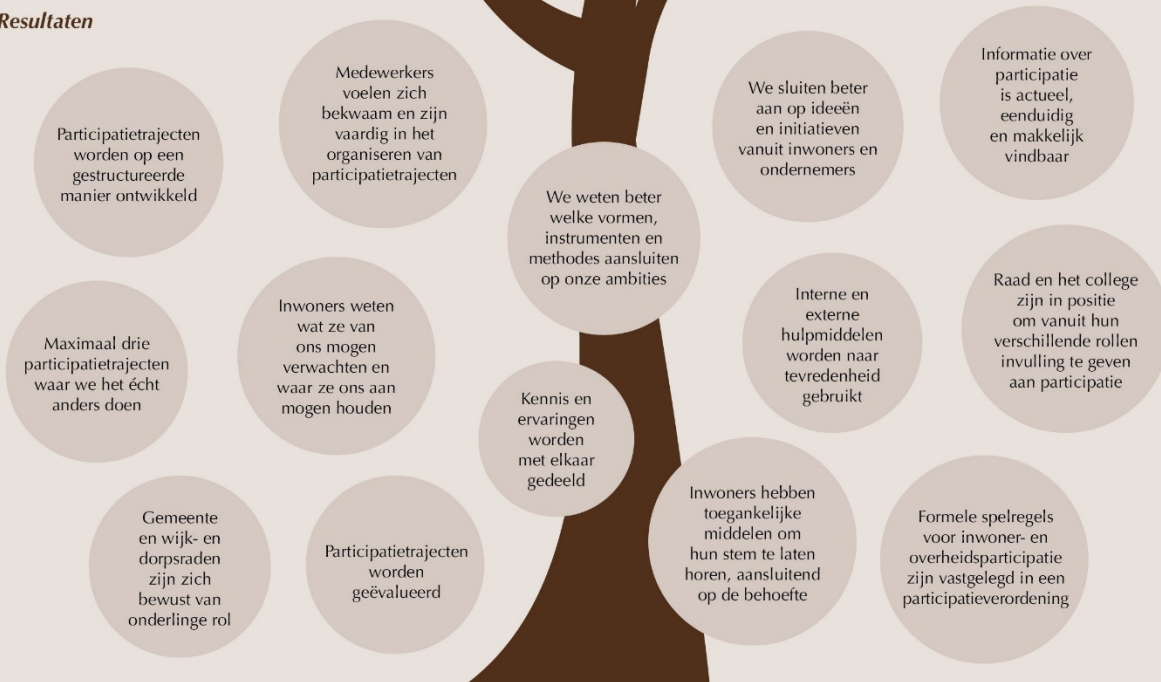 Resultaten
Participatietrajecten
worden op een
gestructureerde
manier ontwikkeld
Medewerkers
voelen zich
bekwaam en zijn
vaardig in het
organiseren van
participatietrajecten
We weten beter
welke vormen,
instrumenten en
methodes aansluiten
op onze ambities
We sluiten beter
aan op ideeën
en initiatieven
vanuit inwoners en
ondernemers
Informatie over
participatie
is actueel,
eenduidig
en makkelijk
vindbaar
Maximaal drie
participatietrajecten
waar we het écht
anders doen
Inwoners weten
wat ze van
ons mogen
verwachten en
waar ze ons aan
mogen houden
Kennis en
ervaringen
worden
met elkaar
gedeeld
Interne en
externe
hulpmiddelen
worden naar
tevredenheid
gebruikt
Raad en het college
zijn in positie
om vanuit hun
verschillende rollen
invulling te geven
aan participatie
Gemeente
en wijk- en
dorpsraden
zijn zich
bewust van
onderlinge rol
Participatietrajecten
worden
geëvalueerd
Inwoners hebben
toegankelijke
middelen om
hun stem te laten
horen, aansluitend
op de behoefte
Formele spelregels
voor inwoner- en
overheidsparticipatie
zijn vastgelegd in een
participatieverordening